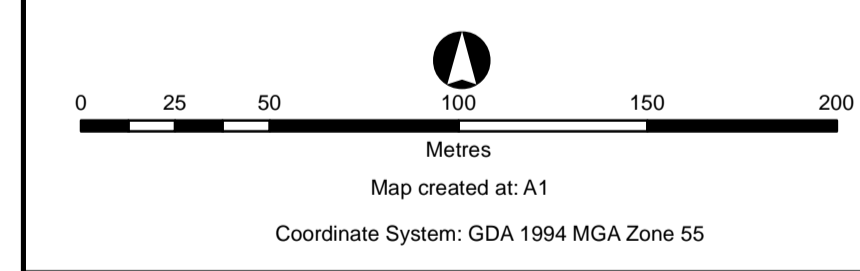 0 25 50 100 150 200
Metres
Map created at: A1
Coordinate System: GDA 1994 MGA Zone 55